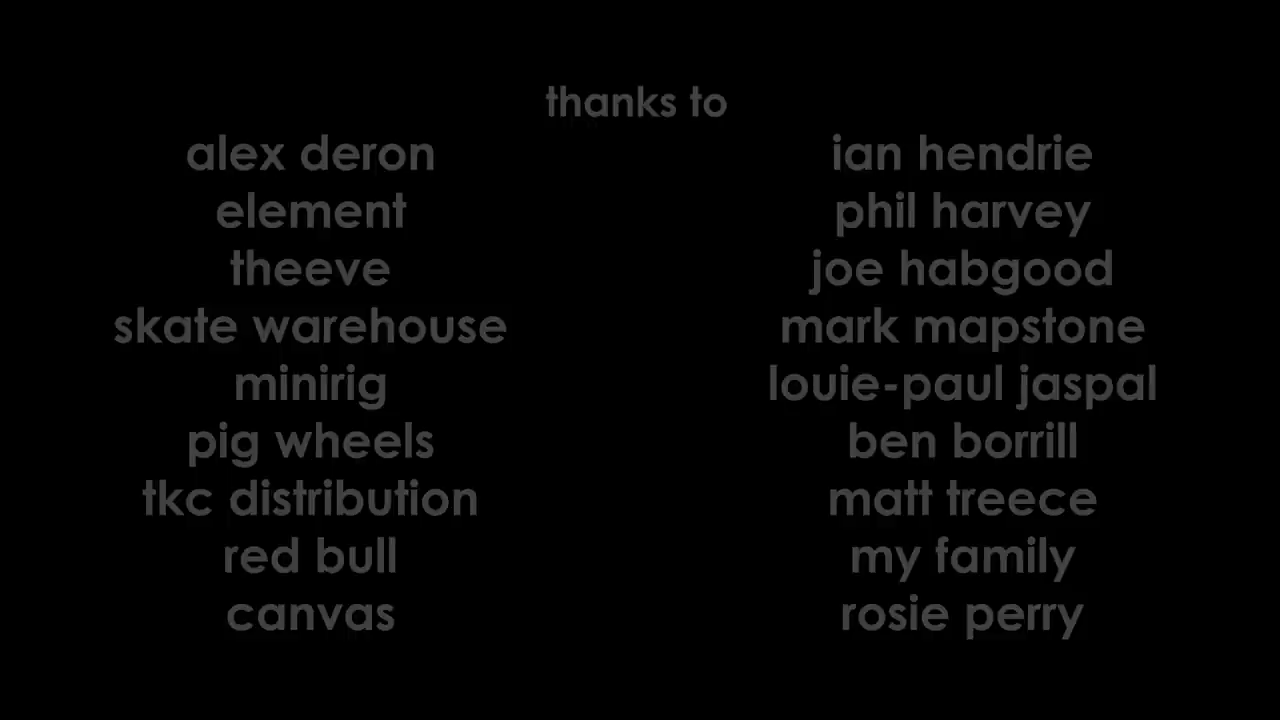 thanks to
alex deron
element
theeve
skate warehouse
minirig
pig wheels
tkc distribution
red bull
canvas
ian hendrie
phil harvey
joe habgood
mark mapstone
louie-paul jaspal
ben borrill
matt treece
my family
rosie perry